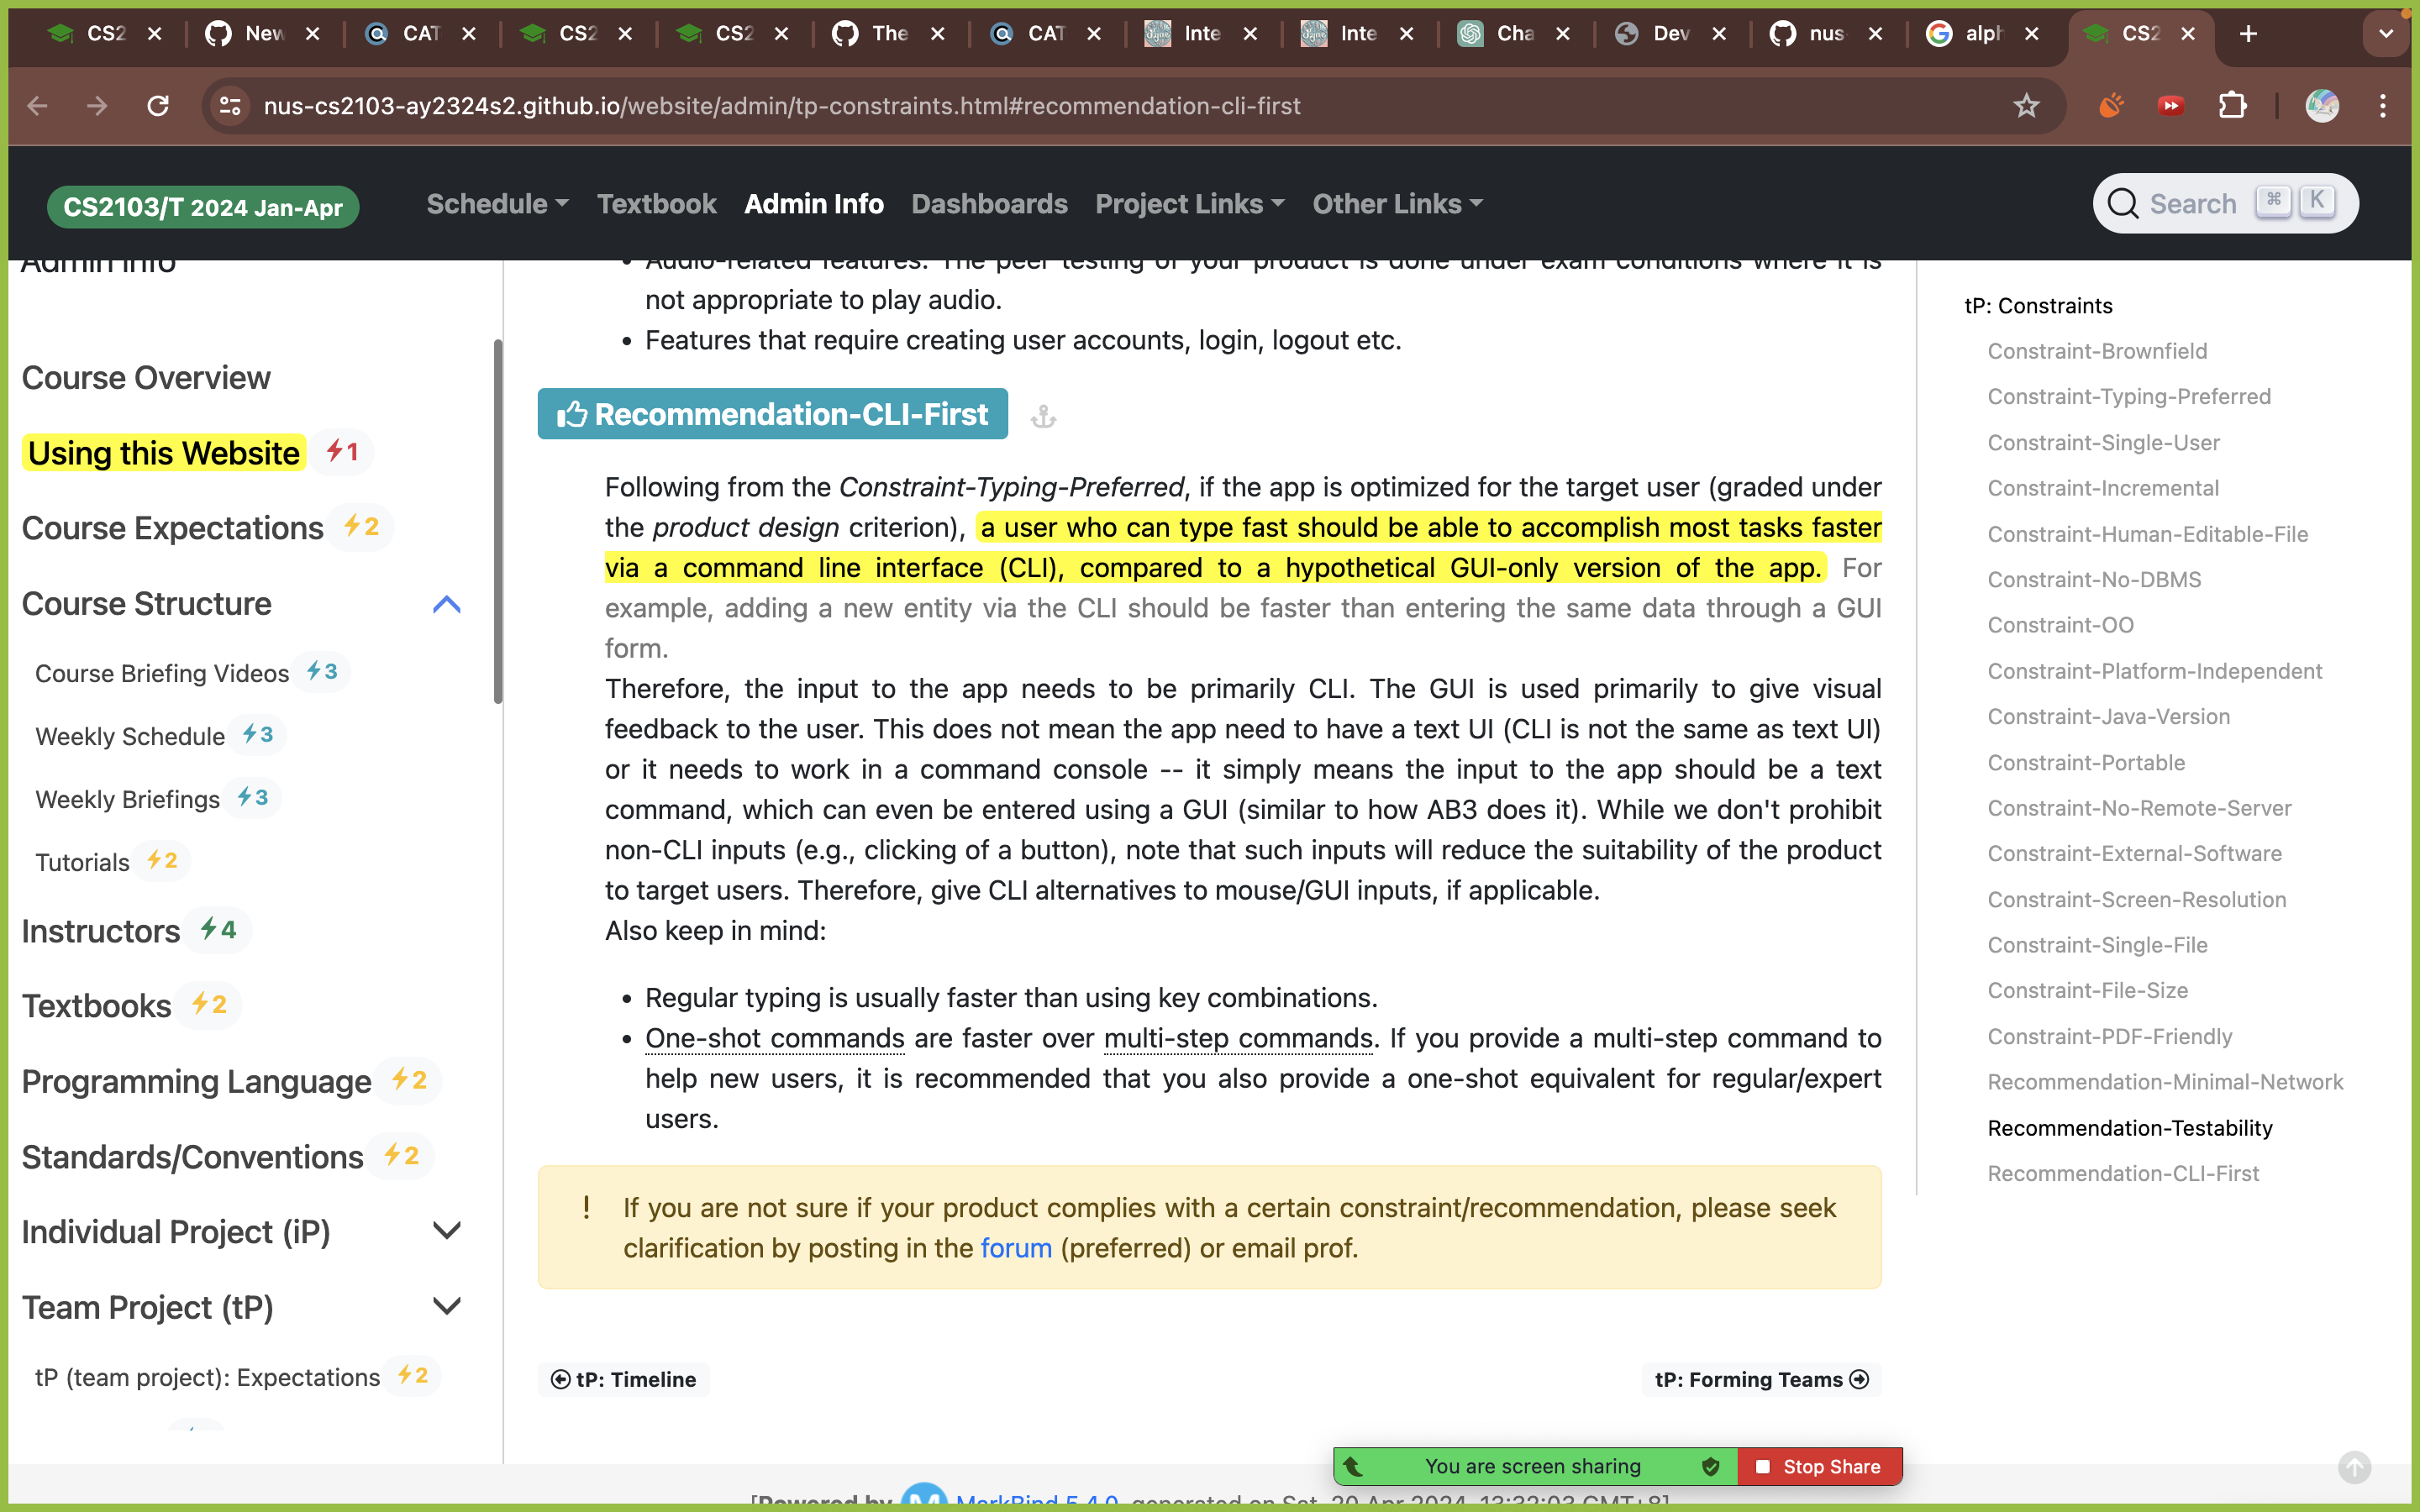 CS2
New
CAT
CS2
CS2
The
CAT
Inte
Inte
Cha
Dev
nus
alph
CS2
nus-cs2103-ay2324s2.github.io/website/admin/tp-constraints.html#recommendation-cli-first
CS2103/T 2024 Jan-Apr
Schedule
Textbook
Admin Info
Dashboards
Project Links
Other Links
Search ⌘ K
Admin Info
Course Overview
Using this Website 1
Course Expectations 2
Course Structure
Course Briefing Videos 3
Weekly Schedule 3
Weekly Briefings 3
Tutorials 2
Instructors 4
Textbooks 2
Programming Language 2
Standards/Conventions 2
Individual Project (iP)
Team Project (tP)
tP (team project): Expectations 2
• Audio-related features: The peer testing of your product is done under exam conditions where it is
not appropriate to play audio.
• Features that require creating user accounts, login, logout etc.
Recommendation-CLI-First
Following from the Constraint-Typing-Preferred, if the app is optimized for the target user (graded under
the product design criterion), a user who can type fast should be able to accomplish most tasks faster
via a command line interface (CLI), compared to a hypothetical GUI-only version of the app. For
example, adding a new entity via the CLI should be faster than entering the same data through a GUI
form.
Therefore, the input to the app needs to be primarily CLI. The GUI is used primarily to give visual
feedback to the user. This does not mean the app need to have a text UI (CLI is not the same as text UI)
or it needs to work in a command console -- it simply means the input to the app should be a text
command, which can even be entered using a GUI (similar to how AB3 does it). While we don't prohibit
non-CLI inputs (e.g., clicking of a button), note that such inputs will reduce the suitability of the product
to target users. Therefore, give CLI alternatives to mouse/GUI inputs, if applicable.
Also keep in mind:
• Regular typing is usually faster than using key combinations.
• One-shot commands are faster over multi-step commands. If you provide a multi-step command to
help new users, it is recommended that you also provide a one-shot equivalent for regular/expert
users.
! If you are not sure if your product complies with a certain constraint/recommendation, please seek
clarification by posting in the forum (preferred) or email prof.
tP: Timeline
tP: Forming Teams
tP: Constraints
Constraint-Brownfield
Constraint-Typing-Preferred
Constraint-Single-User
Constraint-Incremental
Constraint-Human-Editable-File
Constraint-No-DBMS
Constraint-OO
Constraint-Platform-Independent
Constraint-Java-Version
Constraint-Portable
Constraint-No-Remote-Server
Constraint-External-Software
Constraint-Screen-Resolution
Constraint-Single-File
Constraint-File-Size
Constraint-PDF-Friendly
Recommendation-Minimal-Network
Recommendation-Testability
Recommendation-CLI-First
You are screen sharing
Stop Share
[Powered by MarkBind 5.4.0, generated on Sat, 20 Apr 2024, 13:32:03 GMT+8]